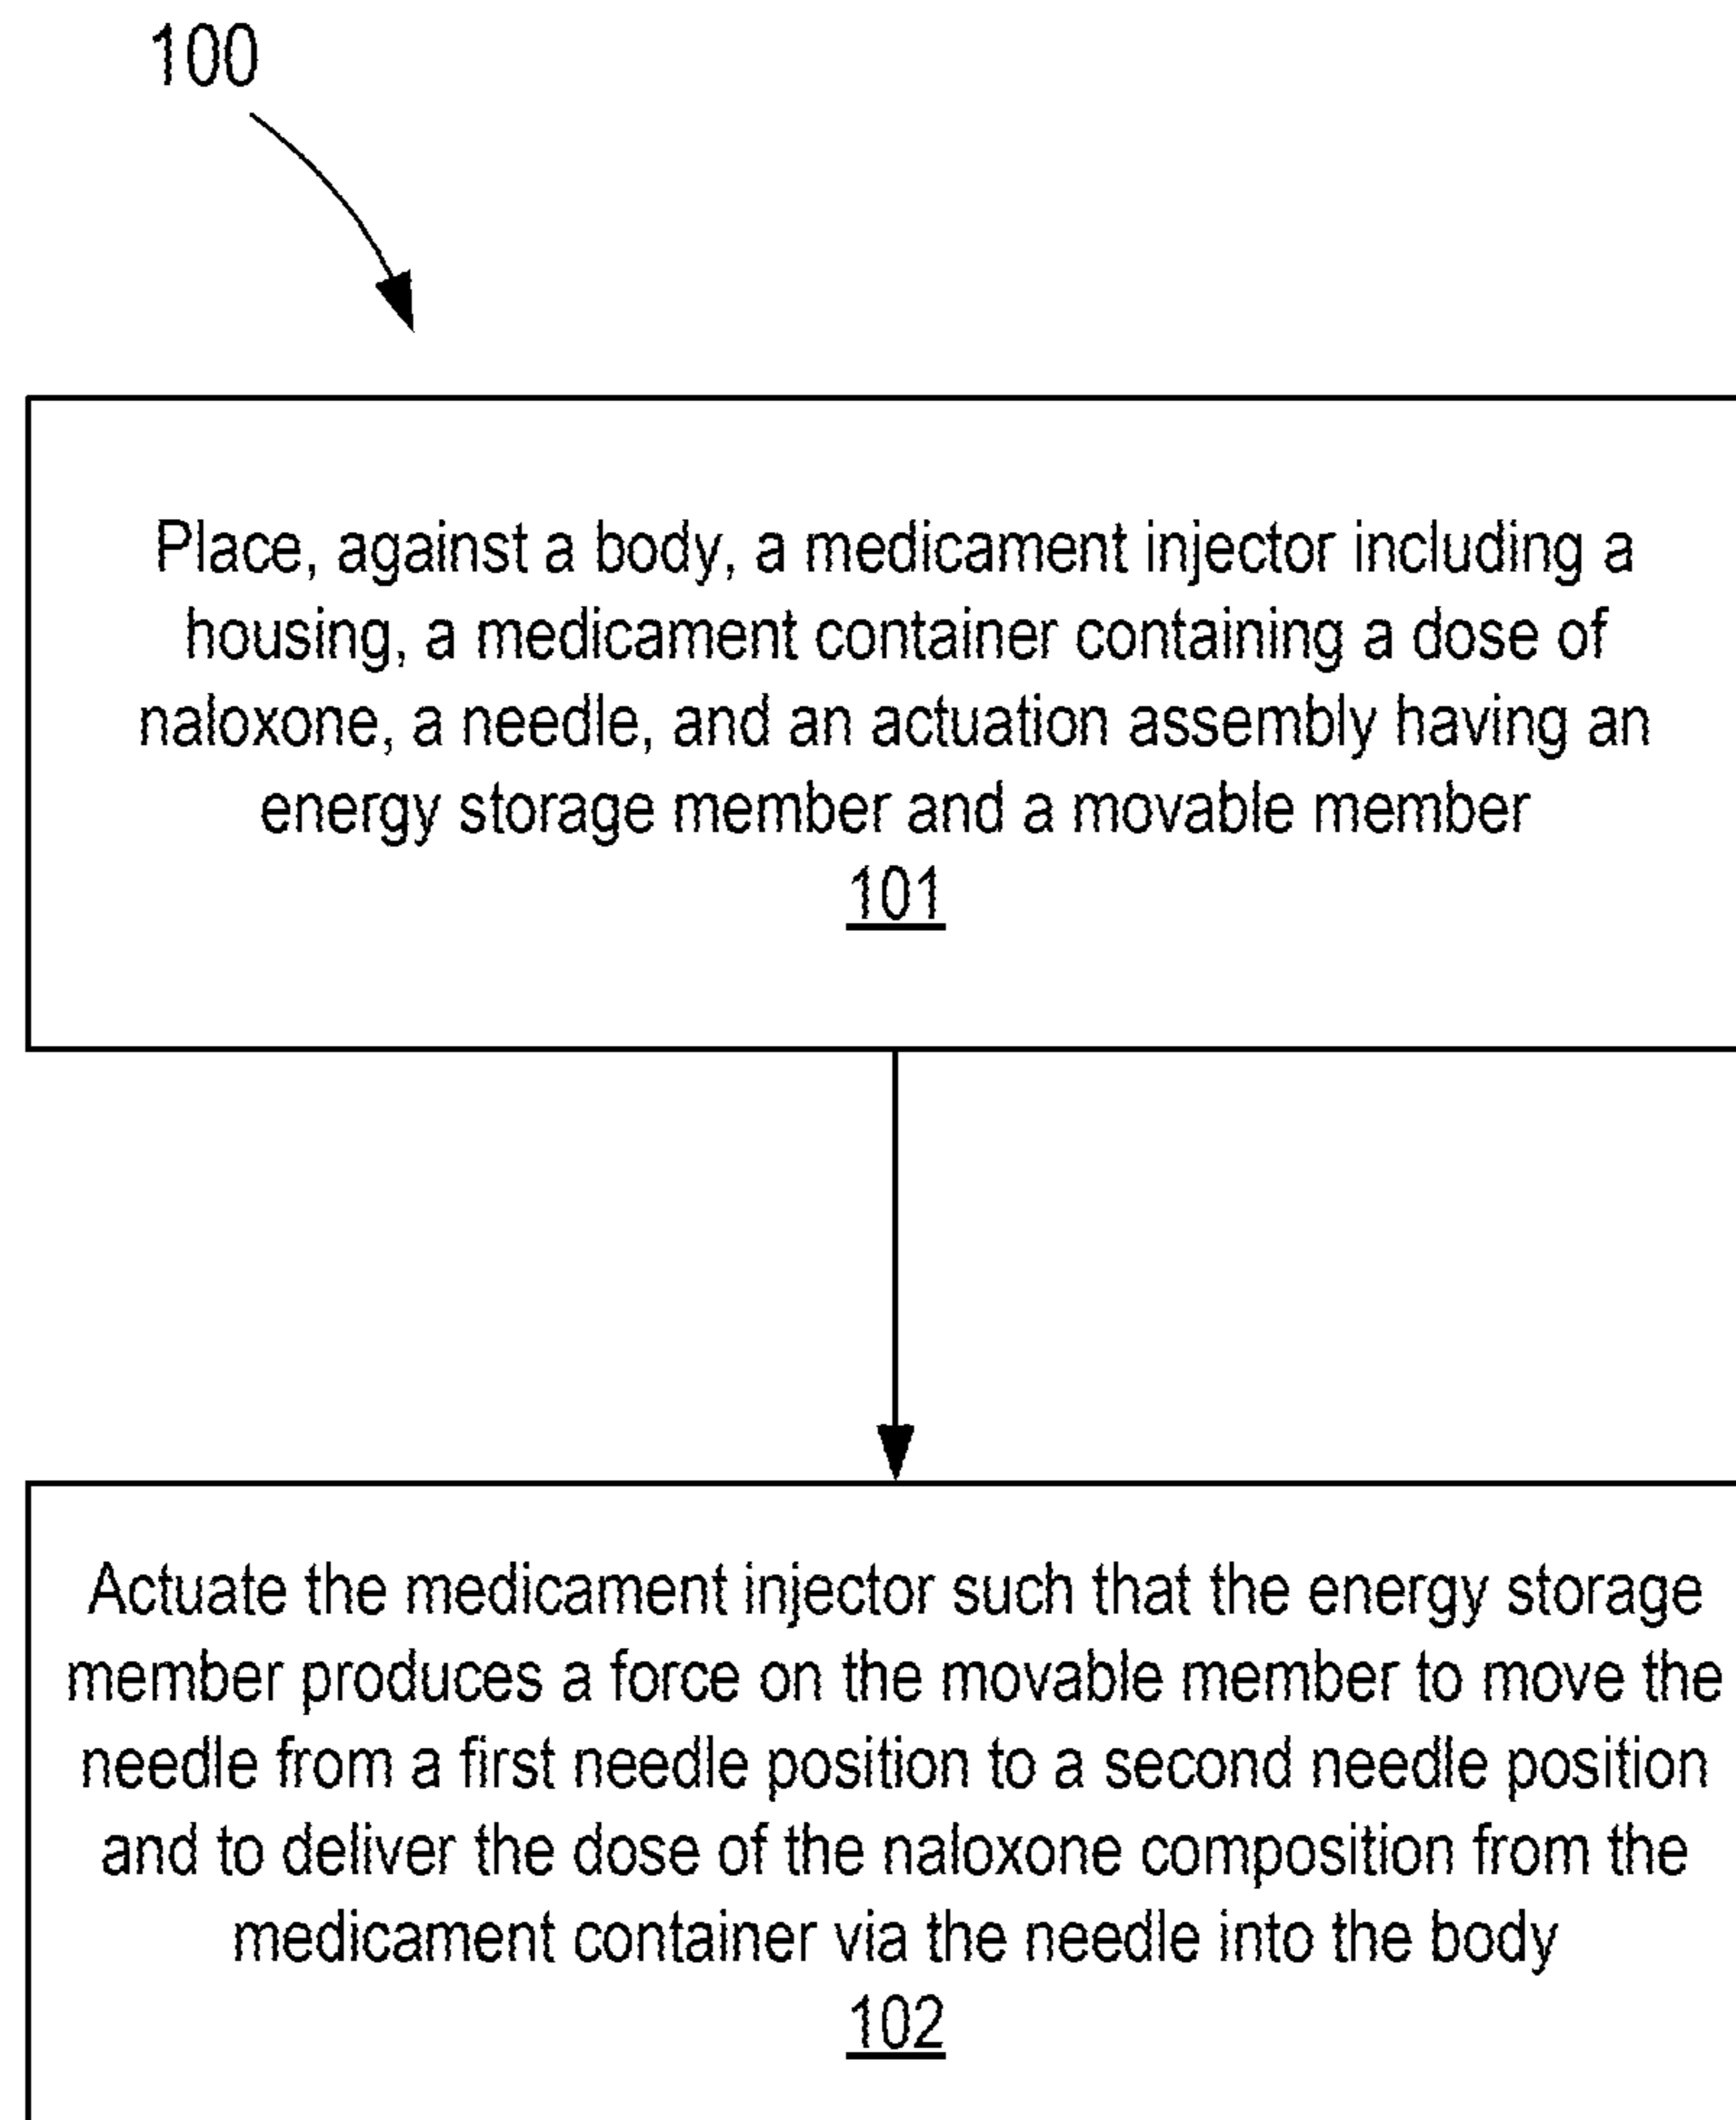 100
Place, against a body, a medicament injector including a
housing, a medicament container containing a dose of
naloxone, a needle, and an actuation assembly having an
energy storage member and a movable member
101
Actuate the medicament injector such that the energy storage
member produces a force on the movable member to move the
needle from a first needle position to a second needle position
and to deliver the dose of the naloxone composition from the
medicament container via the needle into the body
102